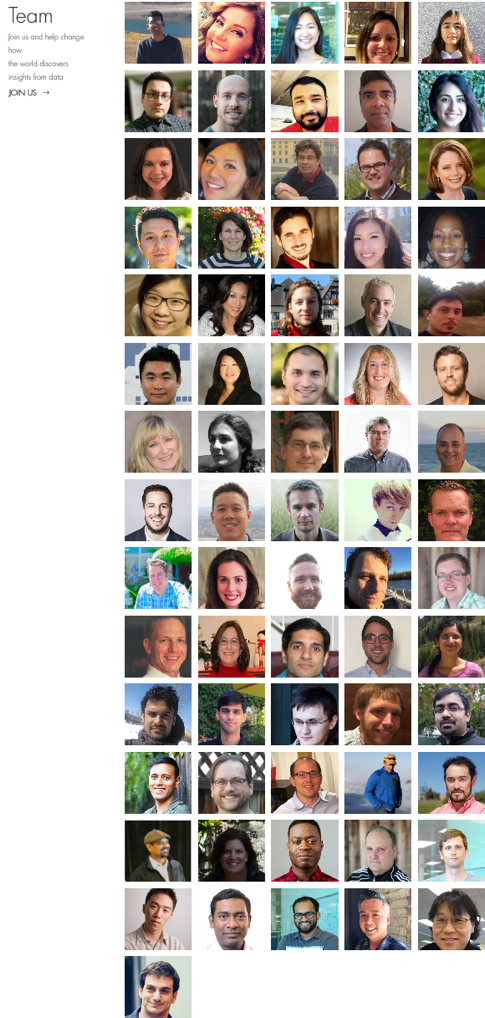 Team
Join us and help change
how
the world discovers
insights from data
JOIN US →